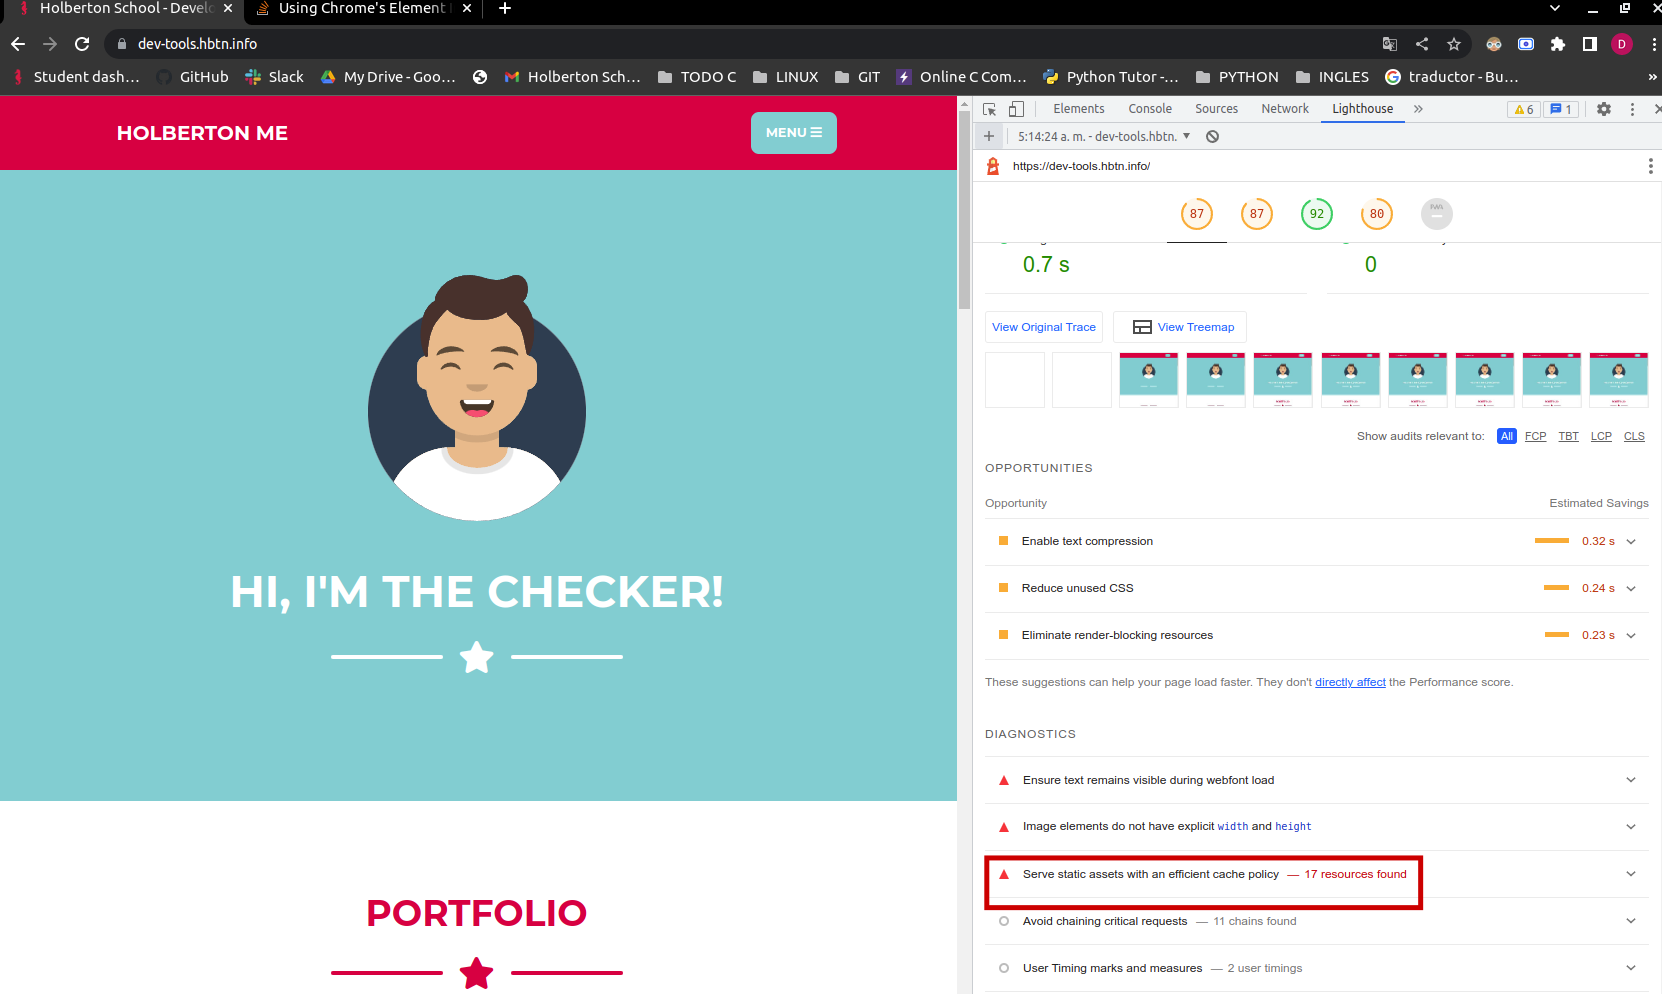 Holberton School - Develo
Using Chrome's Element
dev-tools.hbtn.info
D
Student dash...
GitHub
Slack
My Drive - Goo...
Holberton Sch...
TODO C
LINUX
GIT
Online C Com...
Python Tutor -...
PYTHON
INGLES
traductor - Bu...
»
HOLBERTON ME
MENU
HI, I'M THE CHECKER!
PORTFOLIO
Elements
Console
Sources
Network
Lighthouse
»
6
1
5:14:24 a. m. - dev-tools.hbtn.
https://dev-tools.hbtn.info/
87
87
92
80
PWA
0.7 s
0
View Original Trace
View Treemap
Show audits relevant to:
All
FCP
TBT
LCP
CLS
OPPORTUNITIES
Opportunity
Estimated Savings
Enable text compression
0.32 s
Reduce unused CSS
0.24 s
Eliminate render-blocking resources
0.23 s
These suggestions can help your page load faster. They don't directly affect the Performance score.
DIAGNOSTICS
Ensure text remains visible during webfont load
Image elements do not have explicit width and height
Serve static assets with an efficient cache policy — 17 resources found
Avoid chaining critical requests — 11 chains found
User Timing marks and measures — 2 user timings